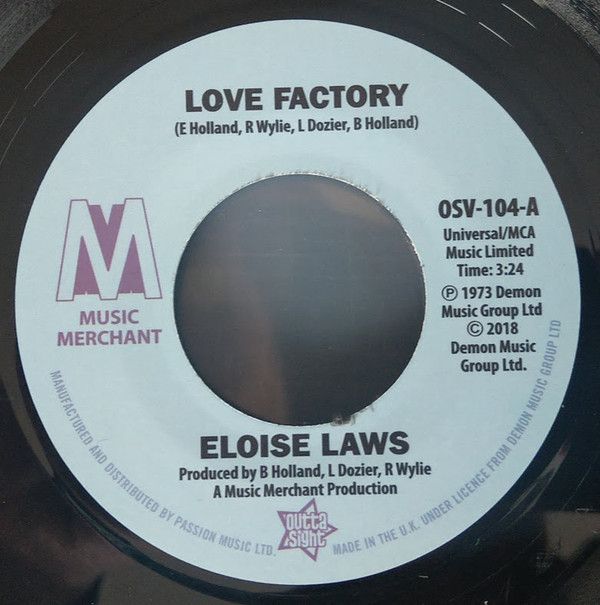 LOVE FACTORY
(E Holland, R Wylie, L Dozier, B Holland)
M
MUSIC
MERCHANT
OSV-104-A
Universal/MCA
Music Limited
Time: 3:24
Ⓟ 1973 Demon
Music Group Ltd
© 2018
Demon Music
Group Ltd.
ELOISE LAWS
Produced by B Holland, L Dozier, R Wylie
A Music Merchant Production
outta
sight
MANUFACTURED AND DISTRIBUTED BY PASSION MUSIC LTD.
MADE IN THE U.K. UNDER LICENCE FROM DEMON MUSIC GROUP LTD